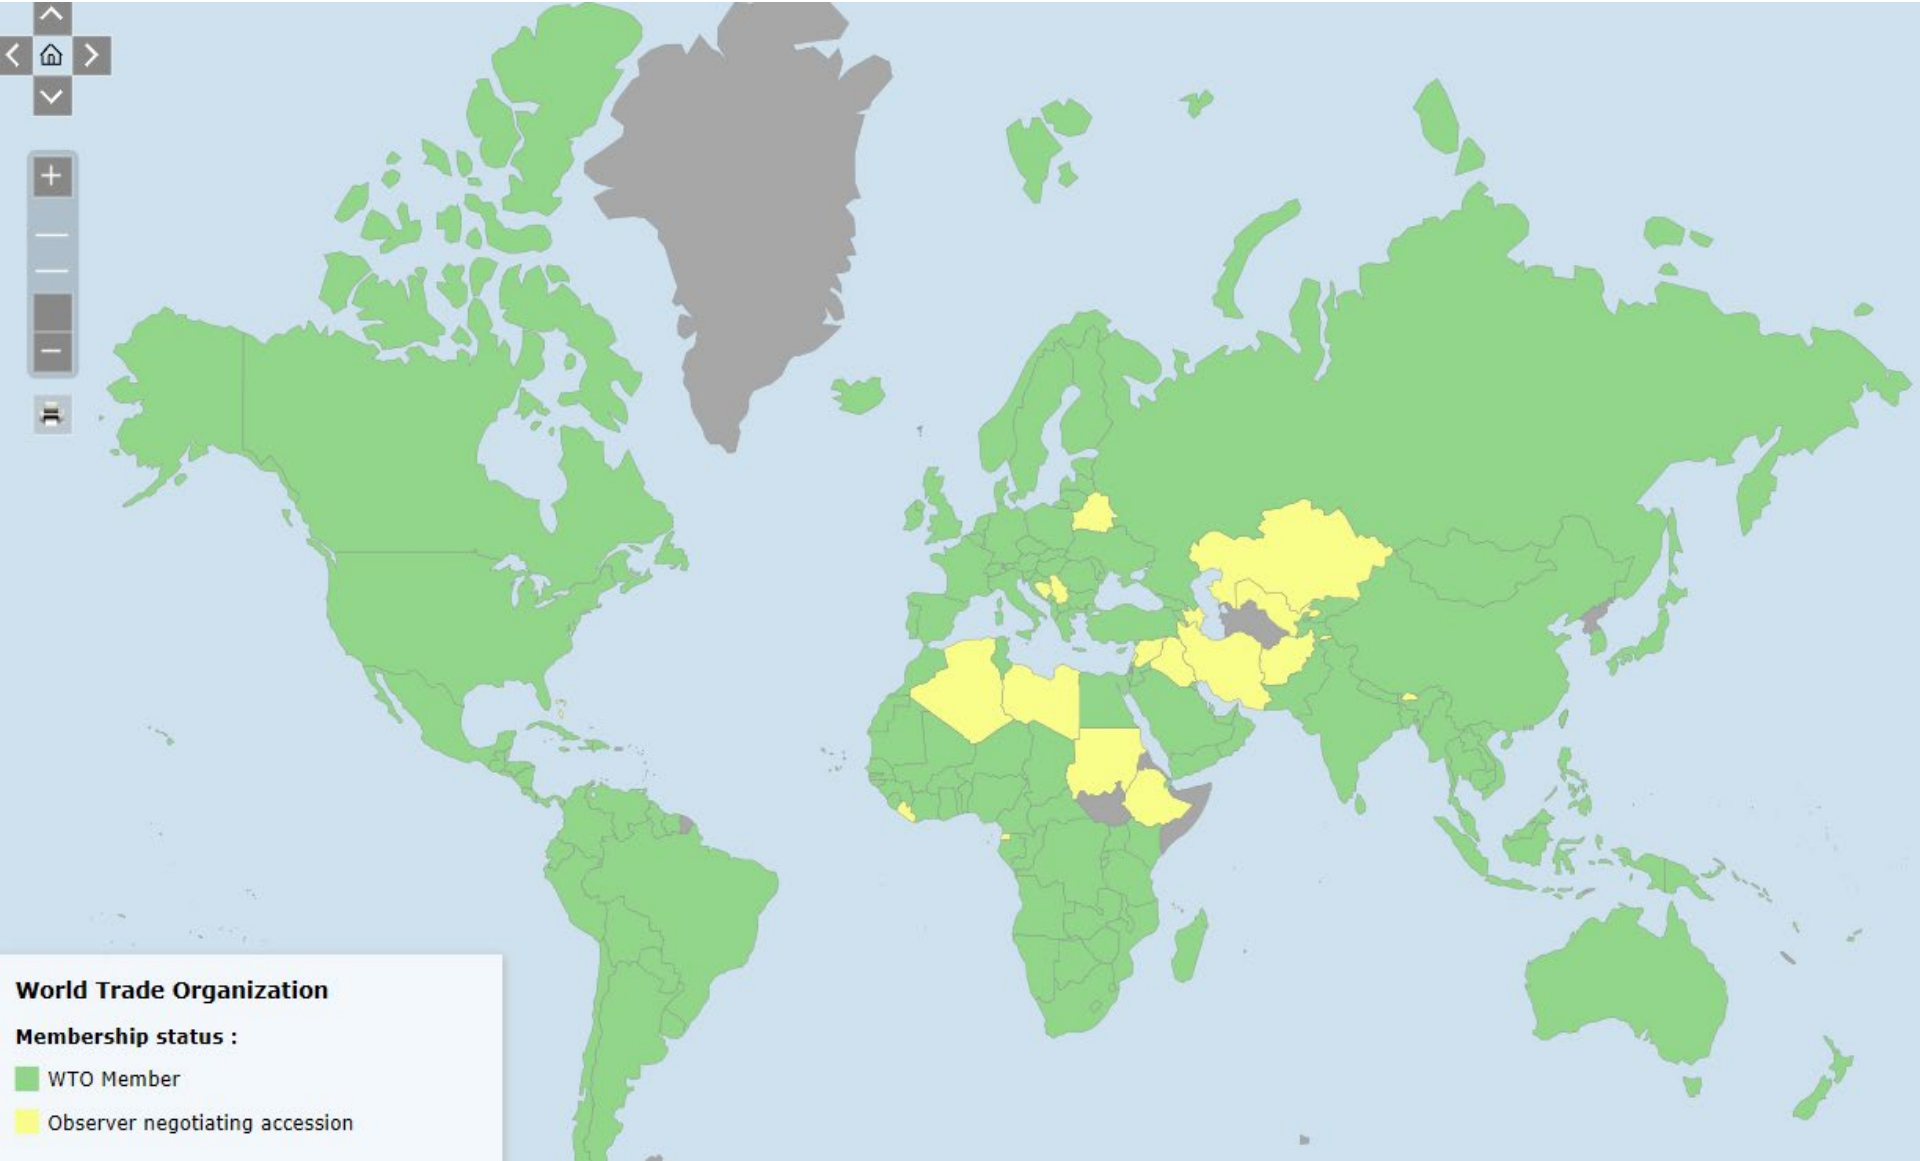 World Trade Organization
Membership status :
WTO Member
Observer negotiating accession